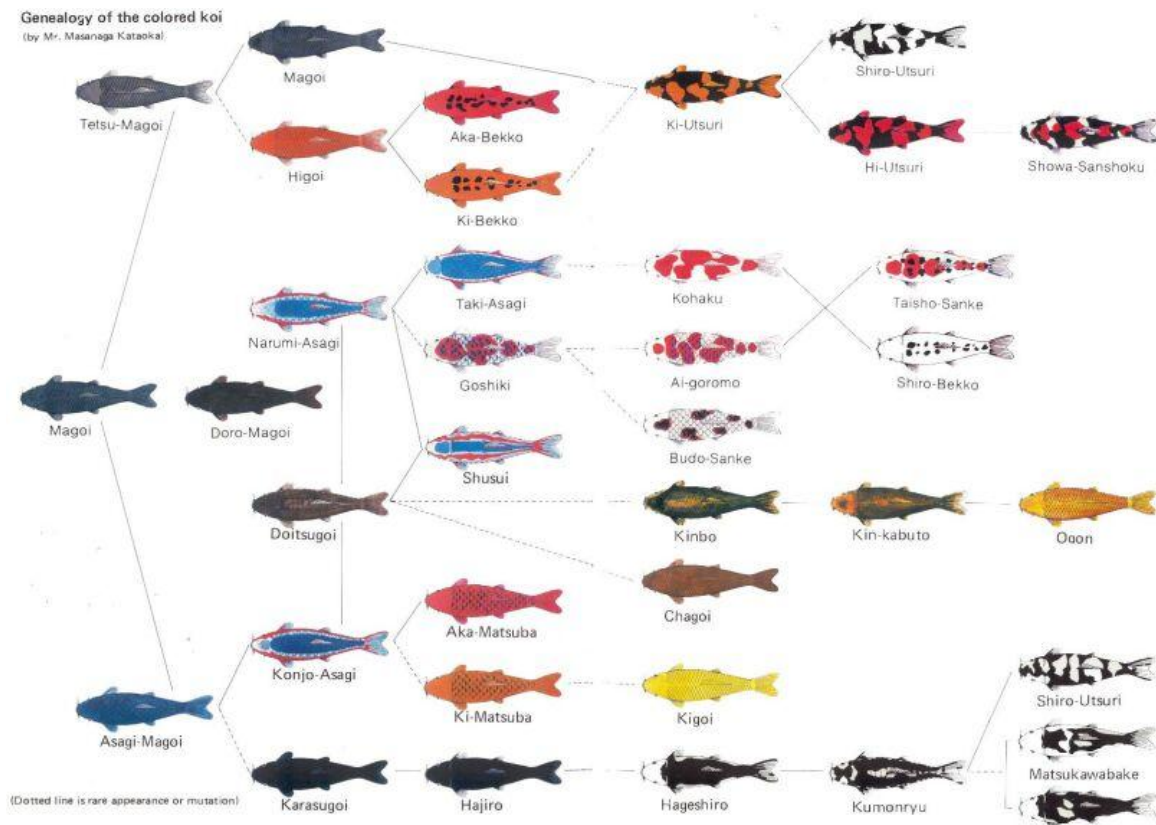 Genealogy of the colored koi
(by Mr. Masanaga Kataoka)
Tetsu-Magoi
Magoi
Higoi
Aka-Bekko
Ki-Bekko
Ki-Utsuri
Shiro-Utsuri
Hi-Utsuri
Showa-Sanshoku
Narumi-Asagi
Taki-Asagi
Kohaku
Taisho-Sanke
Goshiki
Ai-goromo
Shiro-Bekko
Magoi
Doro-Magoi
Budo-Sanke
Shusui
Doitsugoi
Kinbo
Kin-kabuto
Ogon
Chagoi
Aka-Matsuba
Konjo-Asagi
Ki-Matsuba
Kigoi
Shiro-Utsuri
Asagi-Magoi
Matsukawabake
Karasugoi
Hajiro
Hageshiro
Kumonryu
(Dotted line is rare appearance or mutation)